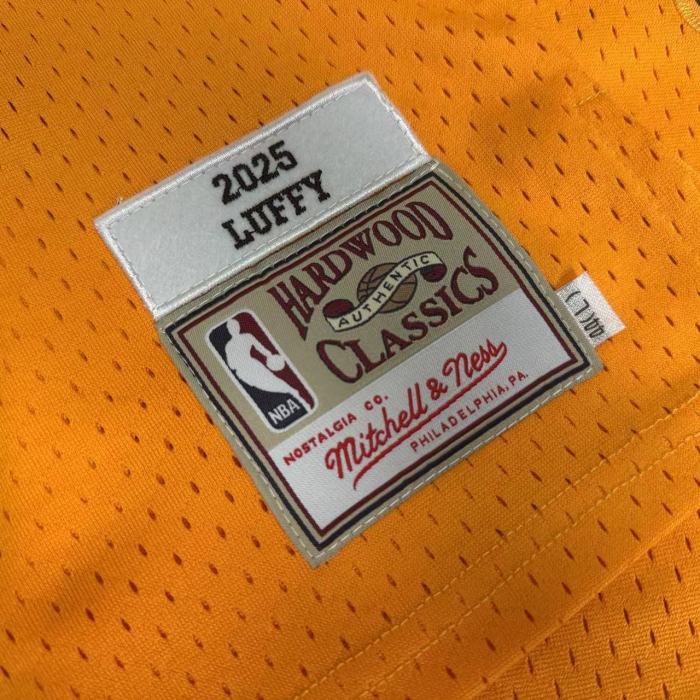 2025
LUFFY
HARDWOOD
AUTHENTIC
CLASSICS
NBA
NOSTALGIA CO.
Mitchell & Ness
PHILADELPHIA, PA.